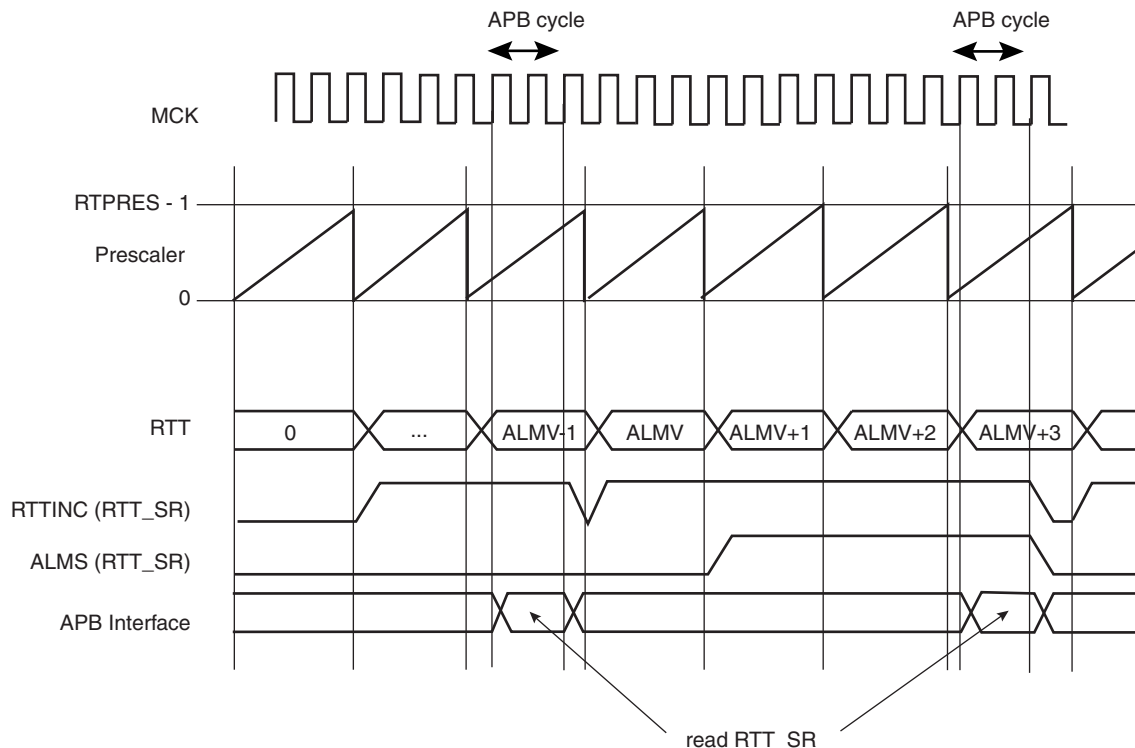 APB cycle
APB cycle
MCK
RTPRES - 1
Prescaler
0
RTT
0
...
ALMV-1
ALMV
ALMV+1
ALMV+2
ALMV+3
RTTINC (RTT_SR)
ALMS (RTT_SR)
APB Interface
read RTT_SR